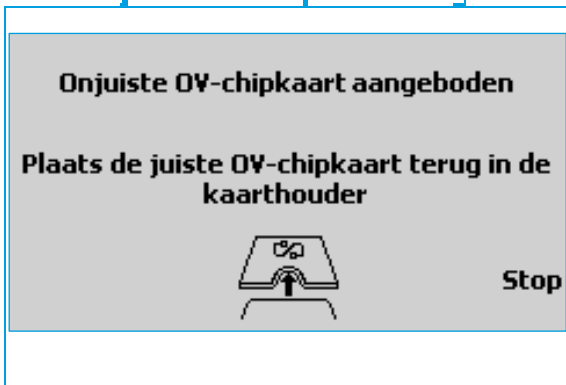 Onjuiste OV-chipkaart aangeboden
Plaats de juiste OV-chipkaart terug in de
kaarthouder
Stop